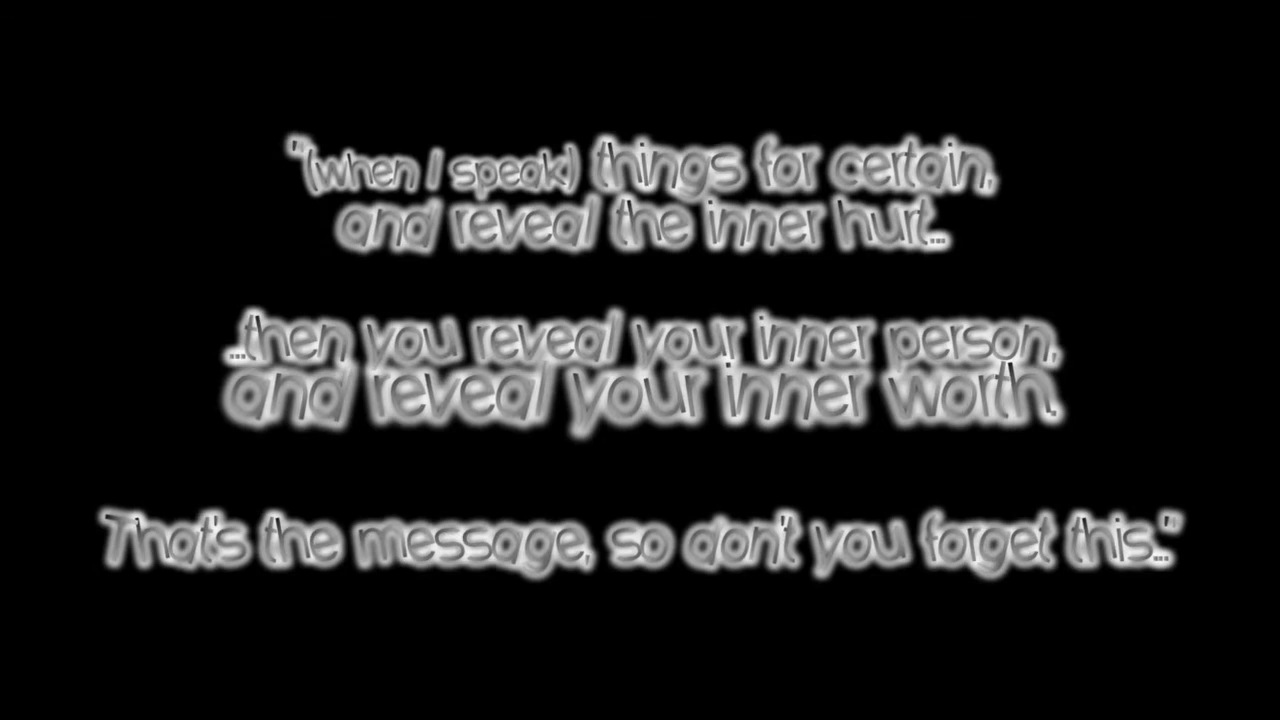 "(when I speak) things for certain,
and reveal the inner hurt...
...then you reveal your inner person,
and reveal your inner worth.
That's the message, so don't you forget this..."